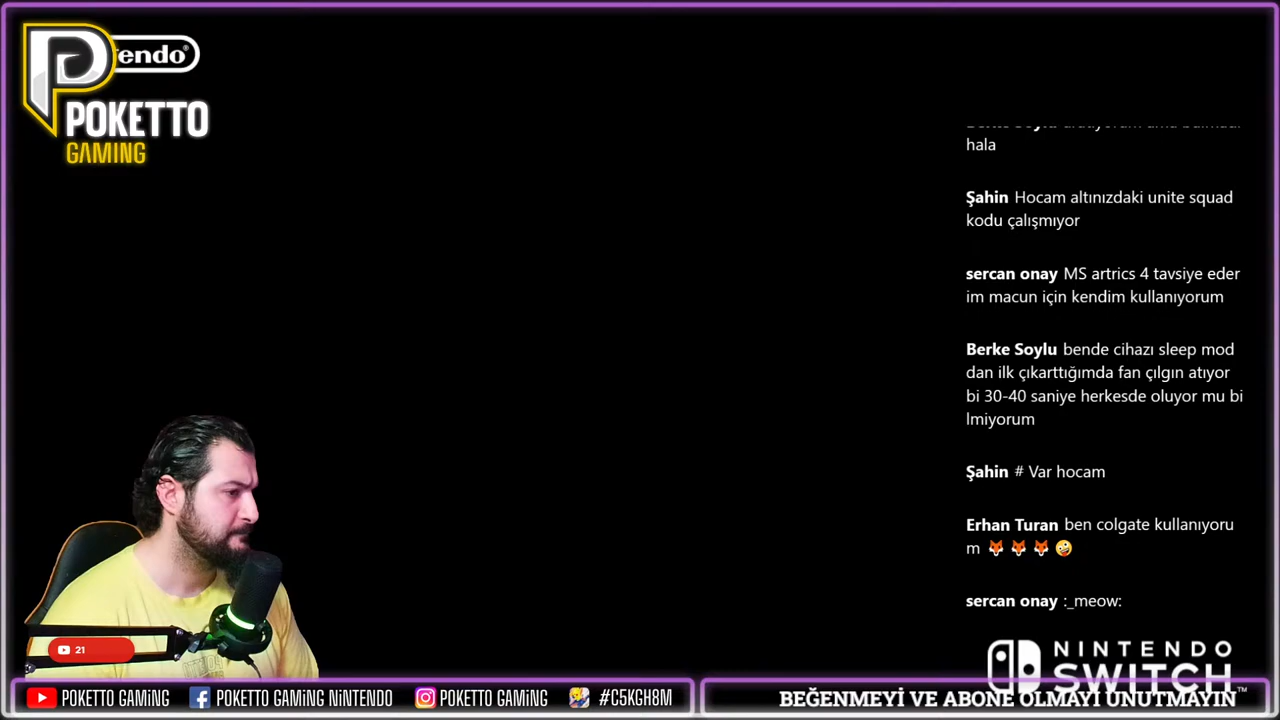 endo®
POKETTO
GAMING
hala
Şahin Hocam altınızdaki unite squad
kodu çalışmıyor
sercan onay MS artrics 4 tavsiye eder
im macun için kendim kullanıyorum
Berke Soylu bende cihazı sleep mod
dan ilk çıkarttığımda fan çılgın atıyor
bi 30-40 saniye herkesde oluyor mu bi
lmiyorum
Şahin # Var hocam
Erhan Turan ben colgate kullanıyoru
m 🦊 🦊 🦊 🤪
sercan onay :_meow:
21
NINTENDO
SWITCH™
POKETTO GAMiNG
POKETTO GAMiNG NiNTENDO
POKETTO GAMiNG
#C5KGH8M
BEĞENMEYİ VE ABONE OLMAYI UNUTMAYIN